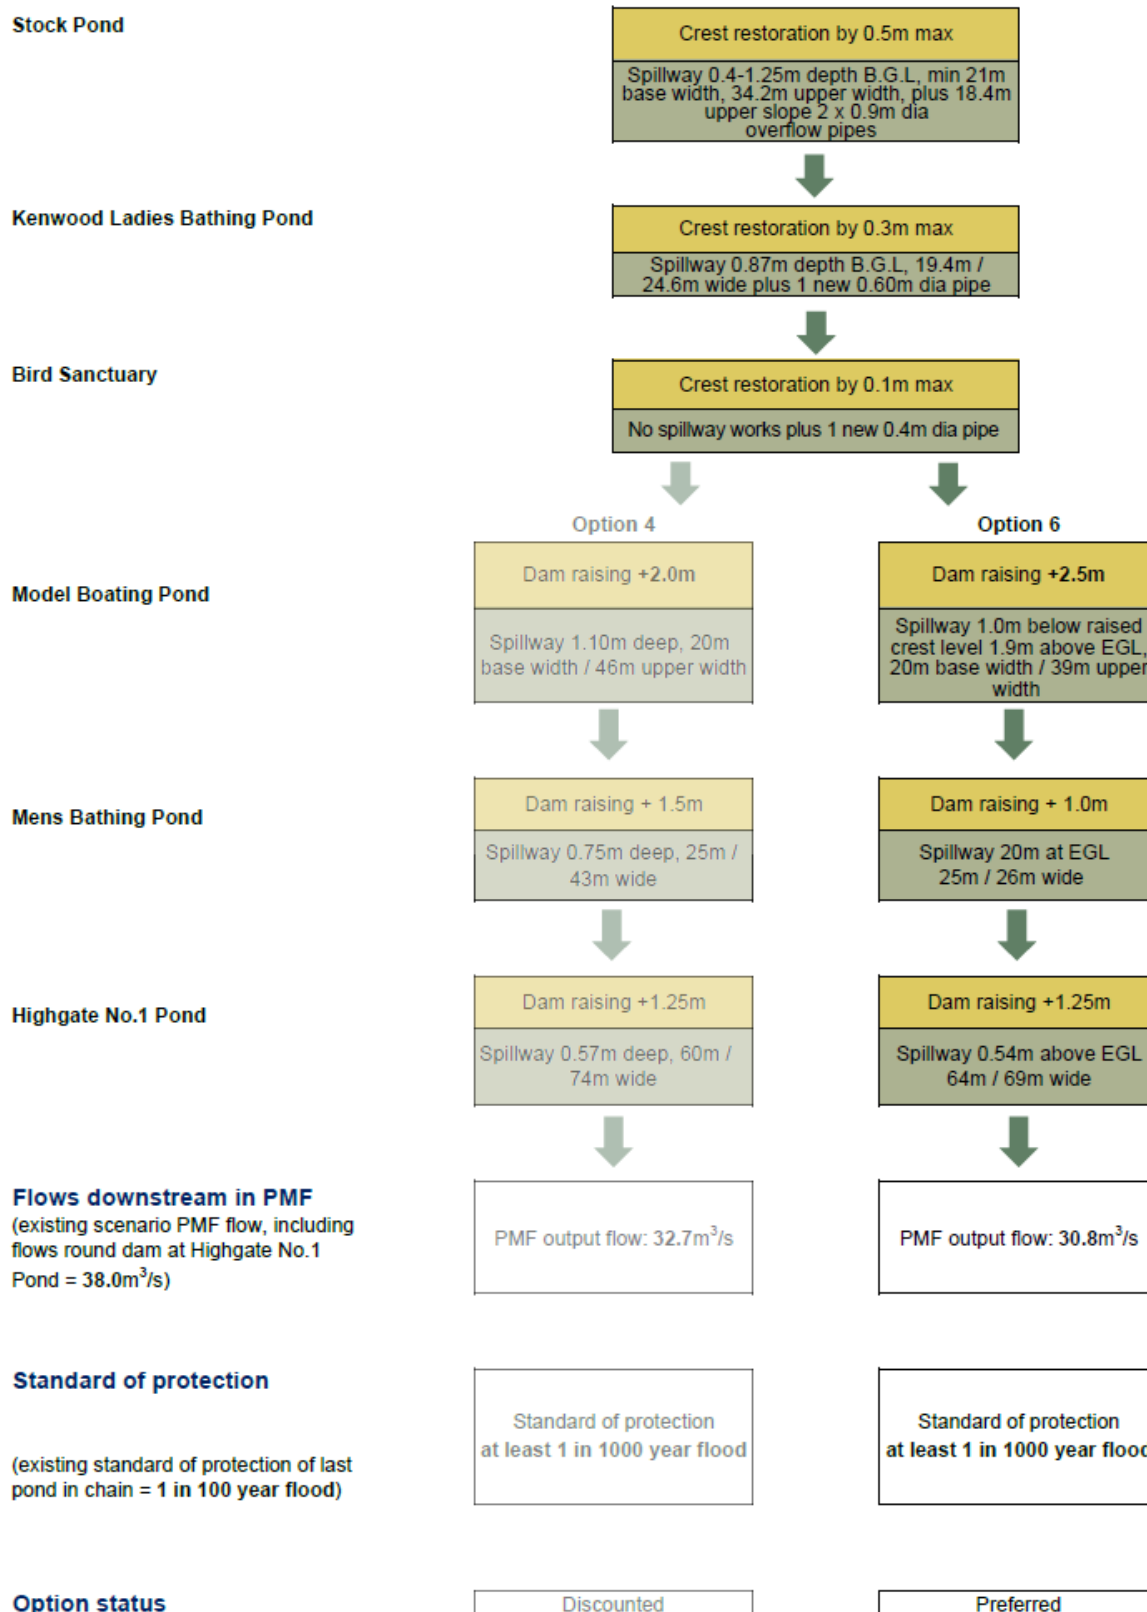 Stock Pond
Crest restoration by 0.5m max
Spillway 0.4-1.25m depth B.G.L, min 21m
base width, 34.2m upper width, plus 18.4m
upper slope 2 x 0.9m dia
overflow pipes
Kenwood Ladies Bathing Pond
Crest restoration by 0.3m max
Spillway 0.87m depth B.G.L, 19.4m /
24.6m wide plus 1 new 0.60m dia pipe
Bird Sanctuary
Crest restoration by 0.1m max
No spillway works plus 1 new 0.4m dia pipe
Option 4
Option 6
Model Boating Pond
Dam raising +2.0m
Spillway 1.10m deep, 20m
base width / 46m upper width
Dam raising +2.5m
Spillway 1.0m below raised
crest level 1.9m above EGL,
20m base width / 39m upper
width
Mens Bathing Pond
Dam raising + 1.5m
Spillway 0.75m deep, 25m /
43m wide
Dam raising + 1.0m
Spillway 20m at EGL
25m / 26m wide
Highgate No.1 Pond
Dam raising +1.25m
Spillway 0.57m deep, 60m /
74m wide
Dam raising +1.25m
Spillway 0.54m above EGL
64m / 69m wide
Flows downstream in PMF
(existing scenario PMF flow, including
flows round dam at Highgate No.1
Pond = 38.0m³/s)
PMF output flow: 32.7m³/s
PMF output flow: 30.8m³/s
Standard of protection
(existing standard of protection of last
pond in chain = 1 in 100 year flood)
Standard of protection
at least 1 in 1000 year flood
Standard of protection
at least 1 in 1000 year flood
Option status
Discounted
Preferred